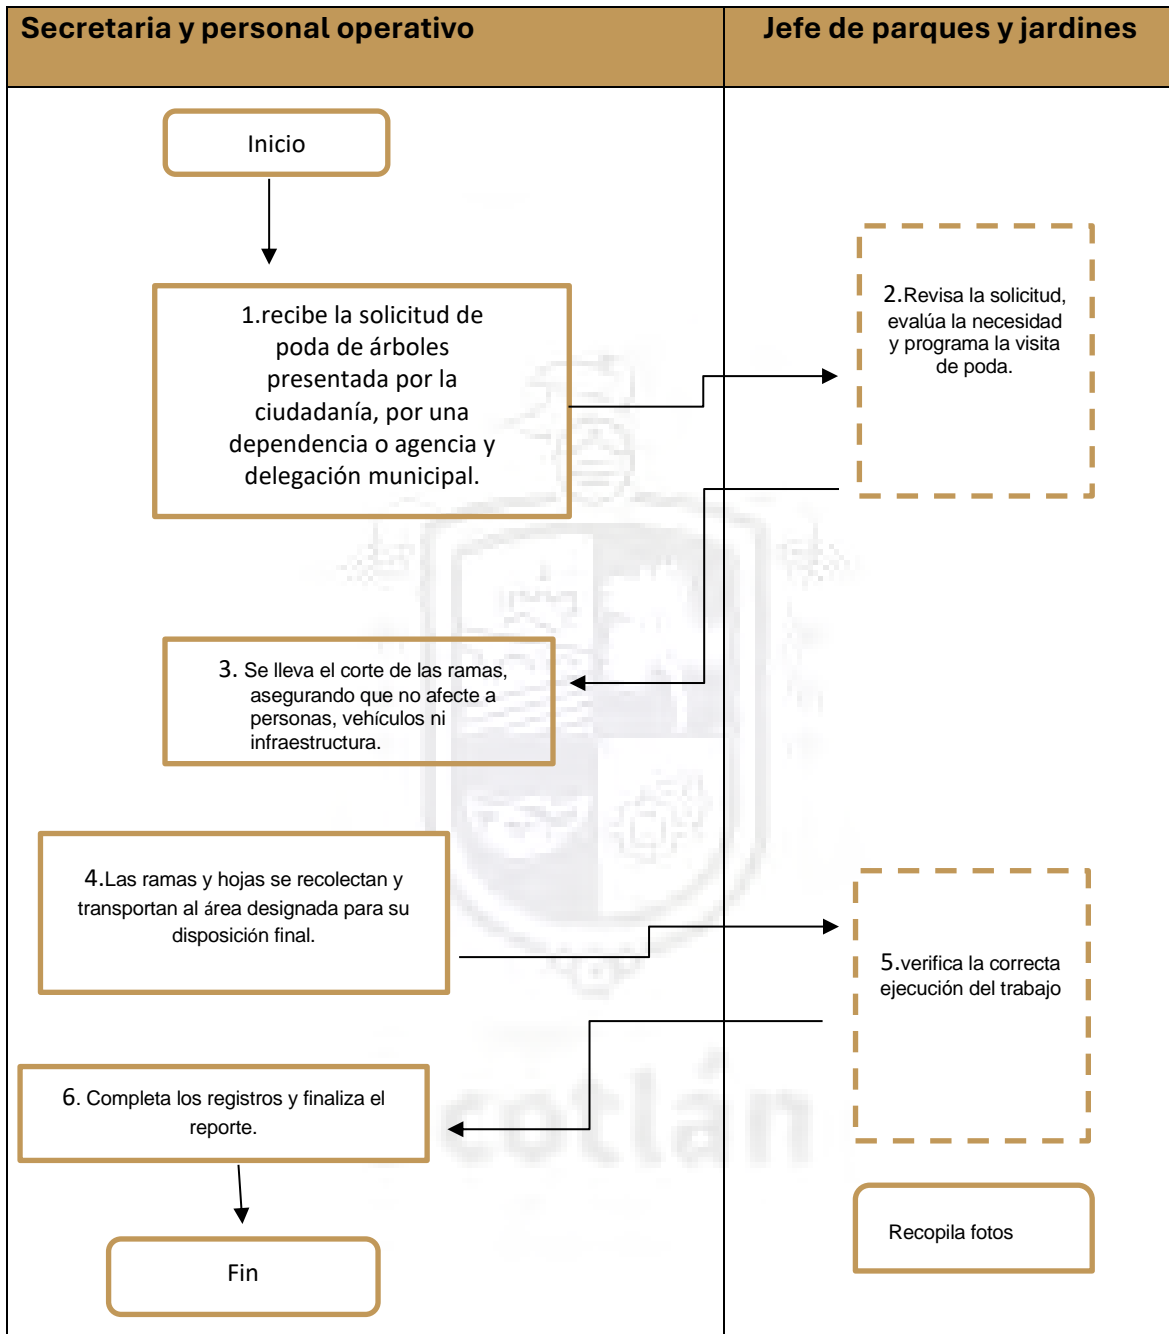 Secretaria y personal operativo
Jefe de parques y jardines
Inicio
1.recibe la solicitud de
poda de árboles
presentada por la
ciudadanía, por una
dependencia o agencia y
delegación municipal.
2.Revisa la solicitud,
evalúa la necesidad
y programa la visita
de poda.
3. Se lleva el corte de las ramas,
asegurando que no afecte a
personas, vehículos ni
infraestructura.
4.Las ramas y hojas se recolectan y
transportan al área designada para su
disposición final.
5.verifica la correcta
ejecución del trabajo
6. Completa los registros y finaliza el
reporte.
cotlán
Recopila fotos
Fin